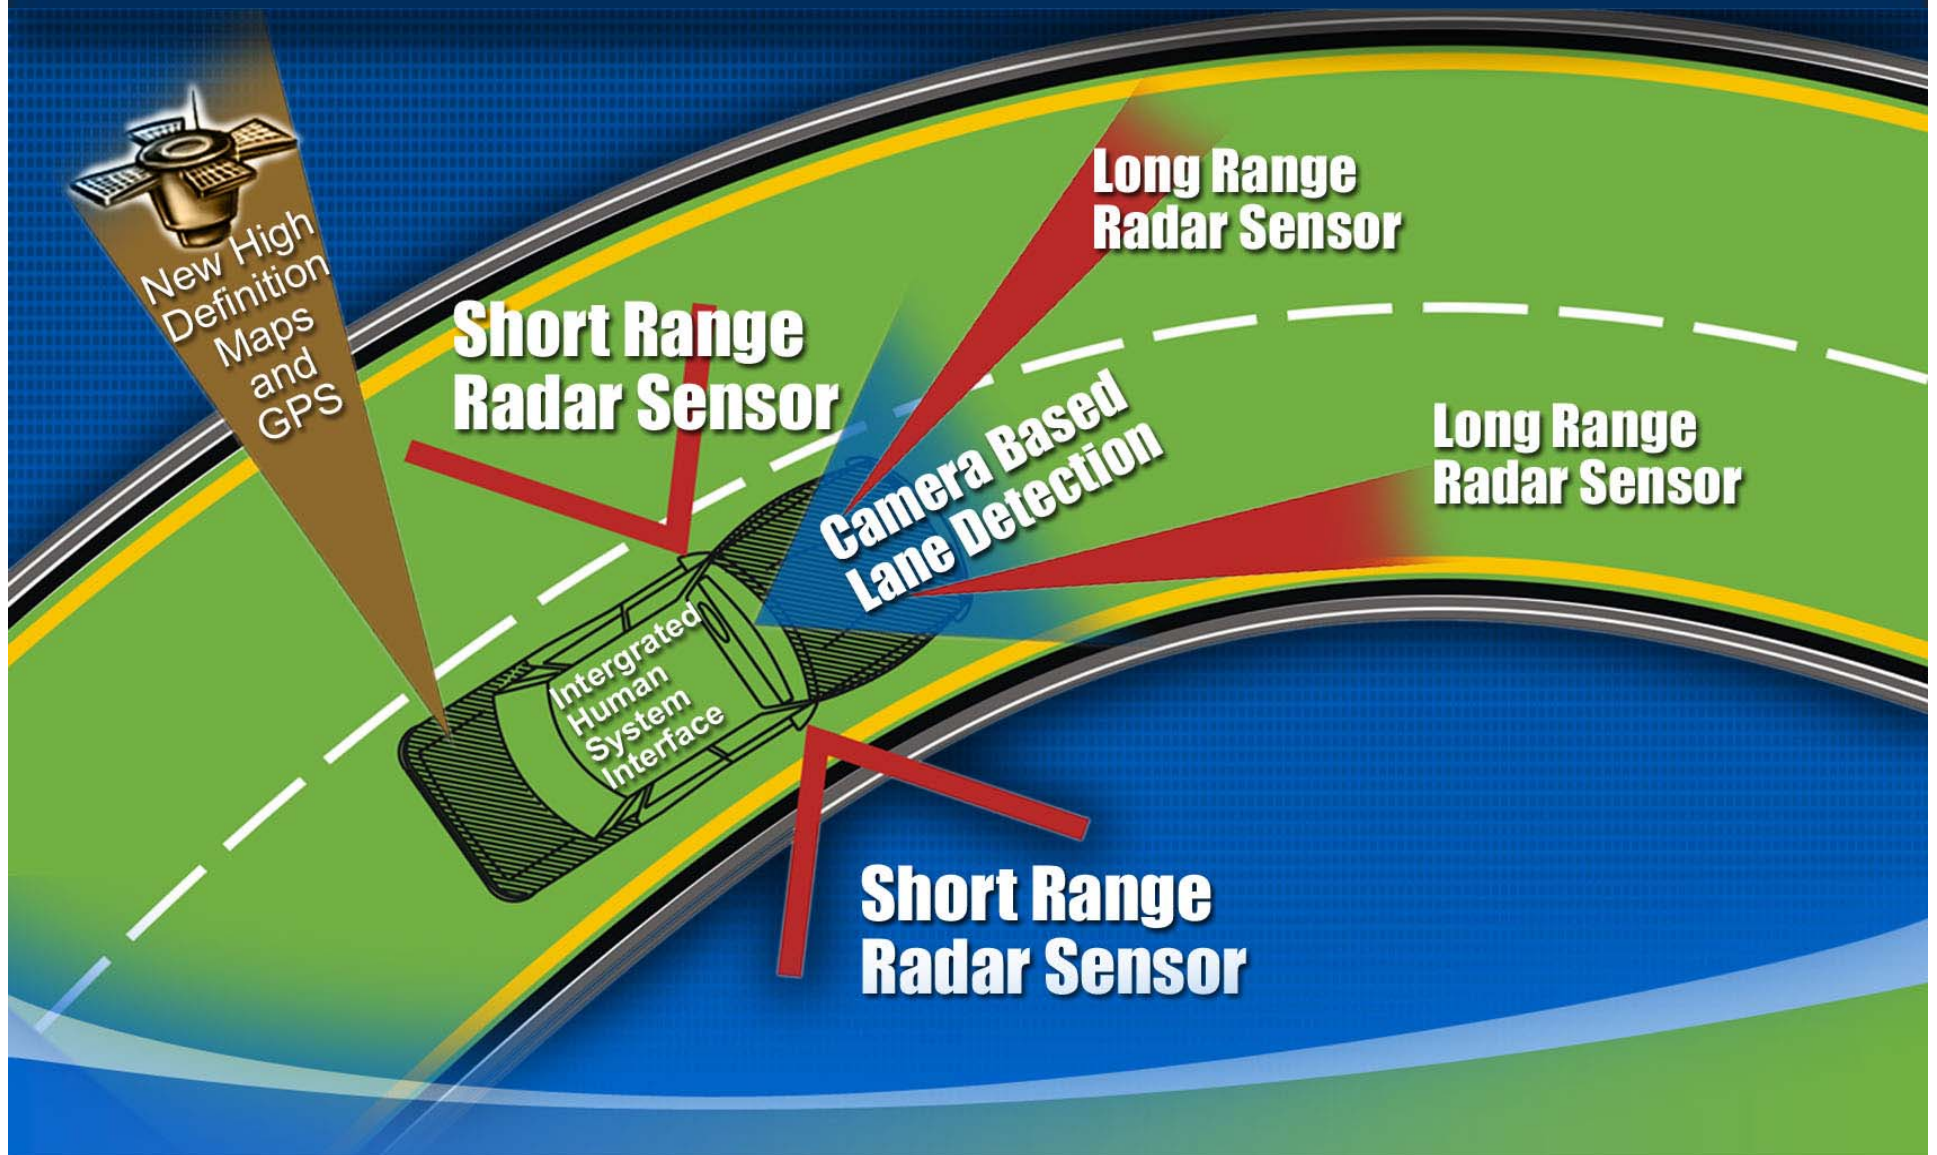 New High
Definition
Maps
and
GPS
Short Range
Radar Sensor
Long Range
Radar Sensor
Camera Based
Lane Detection
Long Range
Radar Sensor
Intergrated
Human
System
Interface
Short Range
Radar Sensor